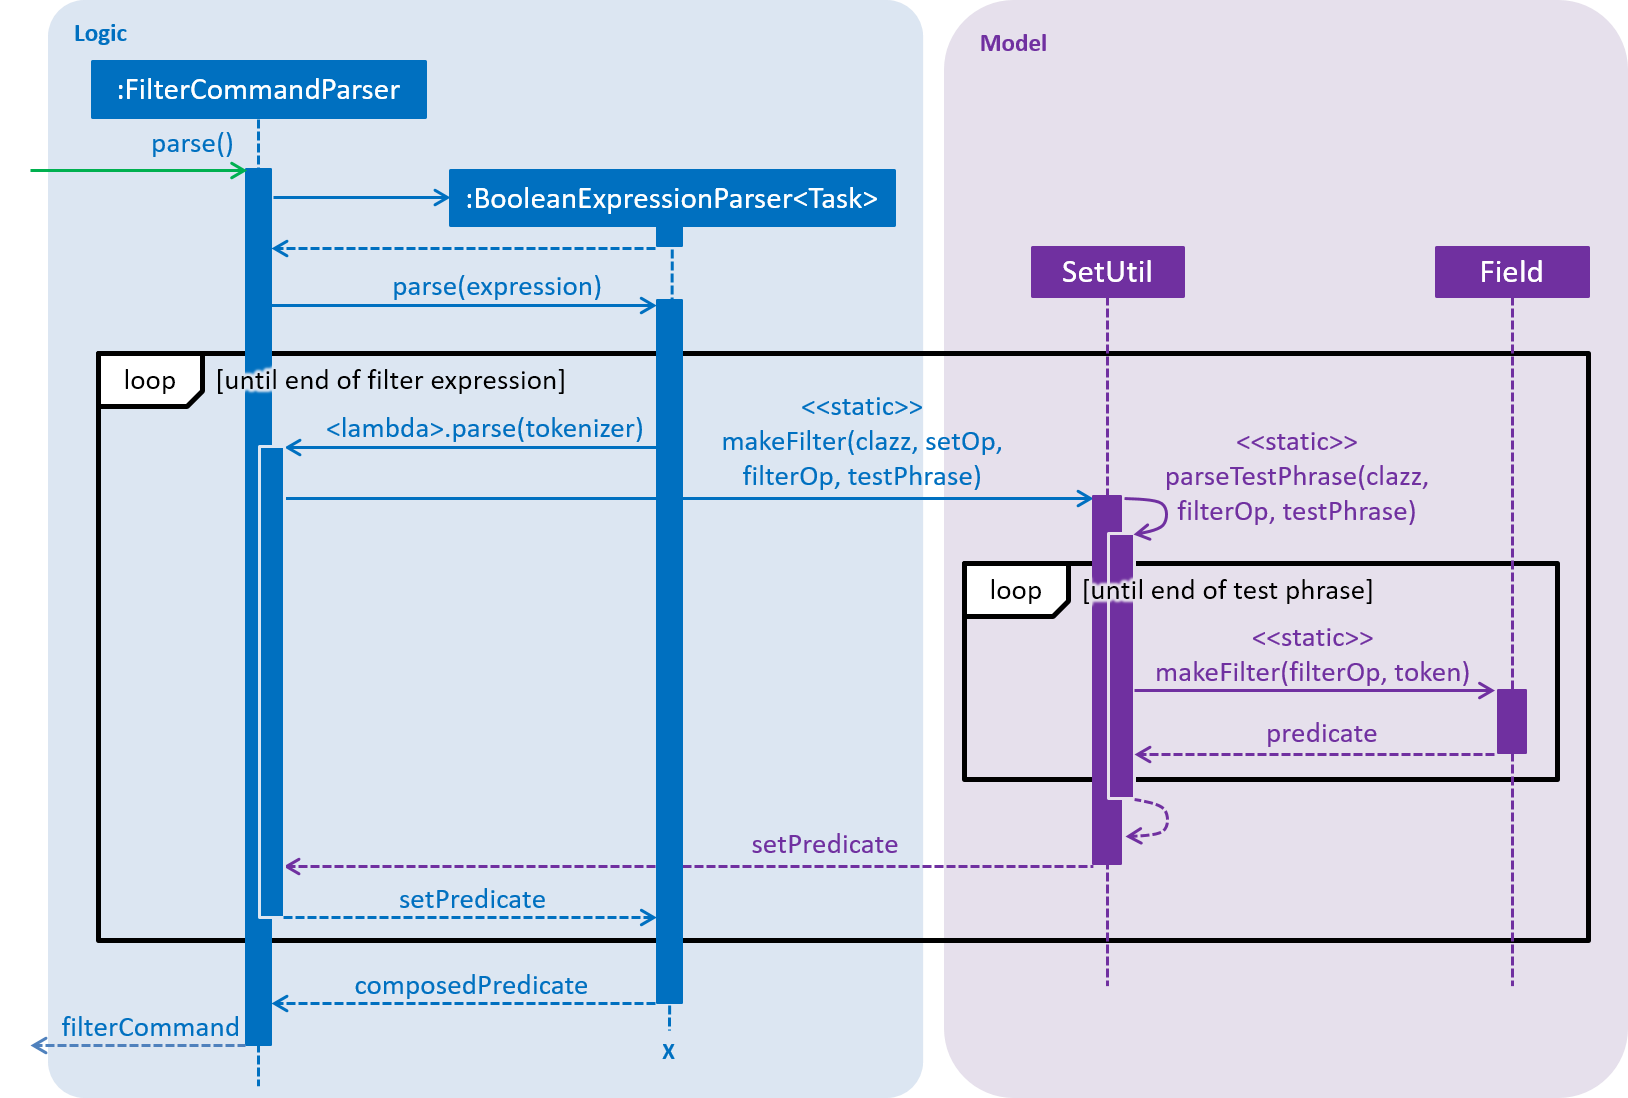 Logic
Model
:FilterCommandParser
parse()
:BooleanExpressionParser<Task>
SetUtil
Field
parse(expression)
loop
[until end of filter expression]
<lambda>.parse(tokenizer)
<<static>>
makeFilter(clazz, setOp,
filterOp, testPhrase)
<<static>>
parseTestPhrase(clazz,
filterOp, testPhrase)
loop
[until end of test phrase]
<<static>>
makeFilter(filterOp, token)
predicate
setPredicate
setPredicate
composedPredicate
filterCommand
x